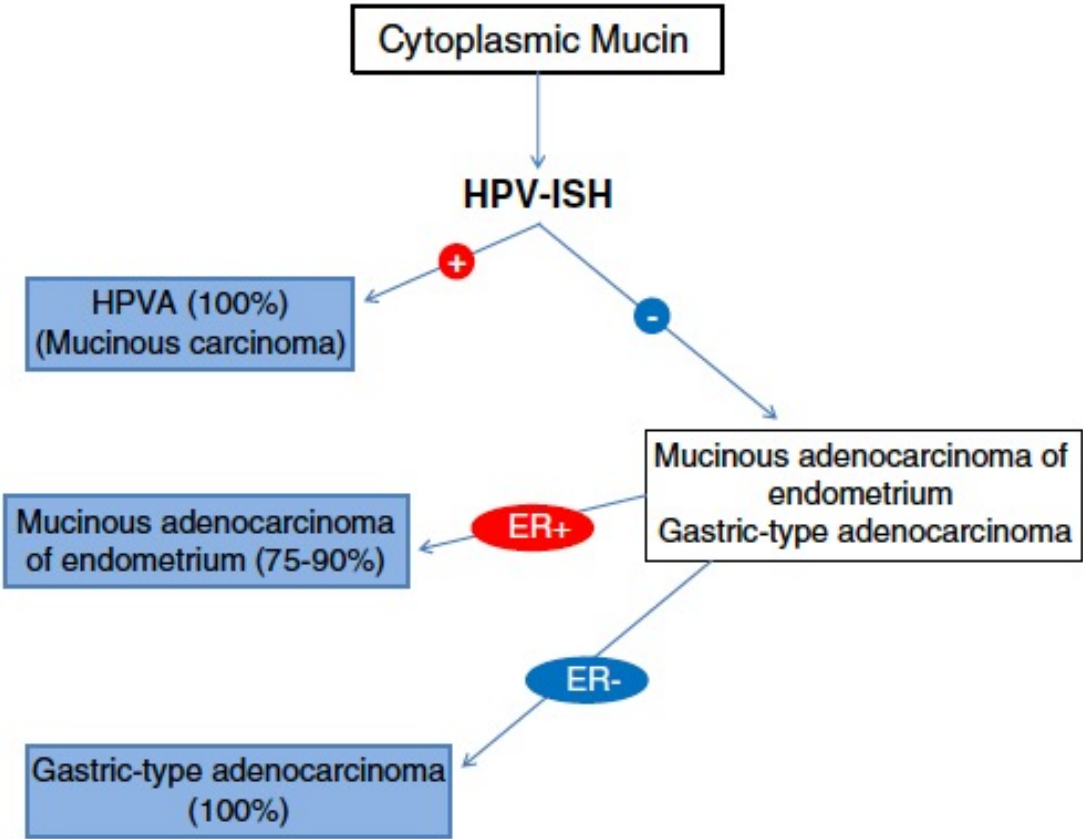 Cytoplasmic Mucin
HPV-ISH
+
HPVA (100%)
(Mucinous carcinoma)
-
Mucinous adenocarcinoma of
endometrium
Gastric-type adenocarcinoma
ER+
Mucinous adenocarcinoma
of endometrium (75-90%)
ER-
Gastric-type adenocarcinoma
(100%)